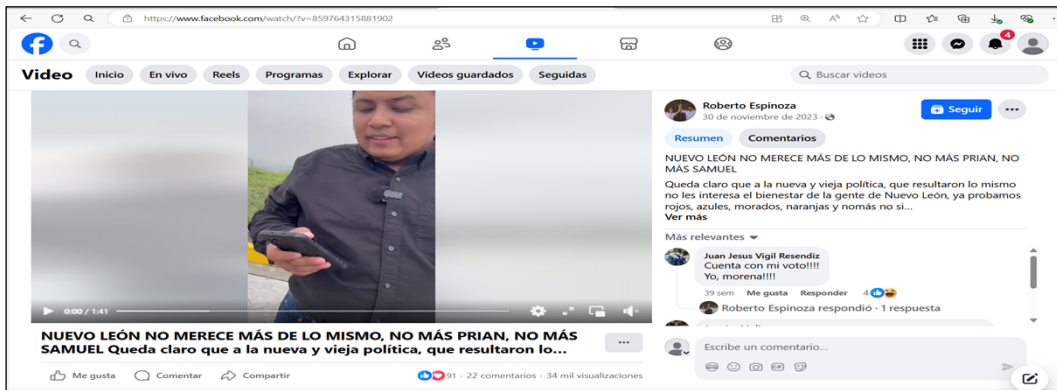 https://www.facebook.com/watch/?v=859764315881902
4
Video
Inicio
En vivo
Reels
Programas
Explorar
Videos guardados
Seguidas
Buscar videos
0:00 / 1:41
NUEVO LEÓN NO MERECE MÁS DE LO MISMO, NO MÁS PRIAN, NO MÁS
SAMUEL Queda claro que a la nueva y vieja política, que resultaron lo...
Me gusta
Comentar
Compartir
91 · 22 comentarios · 34 mil visualizaciones
Roberto Espinoza
30 de noviembre de 2023 ·
Seguir
Resumen
Comentarios
NUEVO LEÓN NO MERECE MÁS DE LO MISMO, NO MÁS PRIAN, NO
MÁS SAMUEL
Queda claro que a la nueva y vieja política, que resultaron lo mismo
no les interesa el bienestar de la gente de Nuevo León, ya probamos
rojos, azules, morados, naranjas y nomás no si...
Ver más
Más relevantes
Juan Jesus Vigil Resendiz
Cuenta con mi voto!!!!
Yo, morena!!!!
39 sem Me gusta Responder 4
Roberto Espinoza respondió · 1 respuesta
Escribe un comentario...
GIF